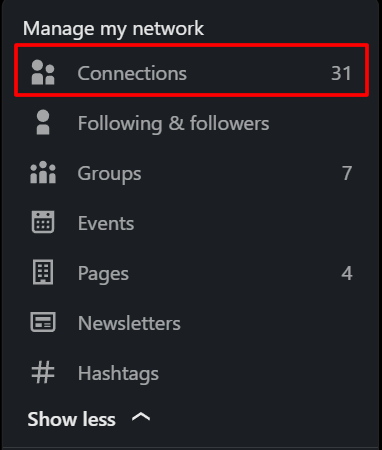 Manage my network
Connections 31
Following & followers
Groups 7
Events
Pages 4
Newsletters
Hashtags
Show less